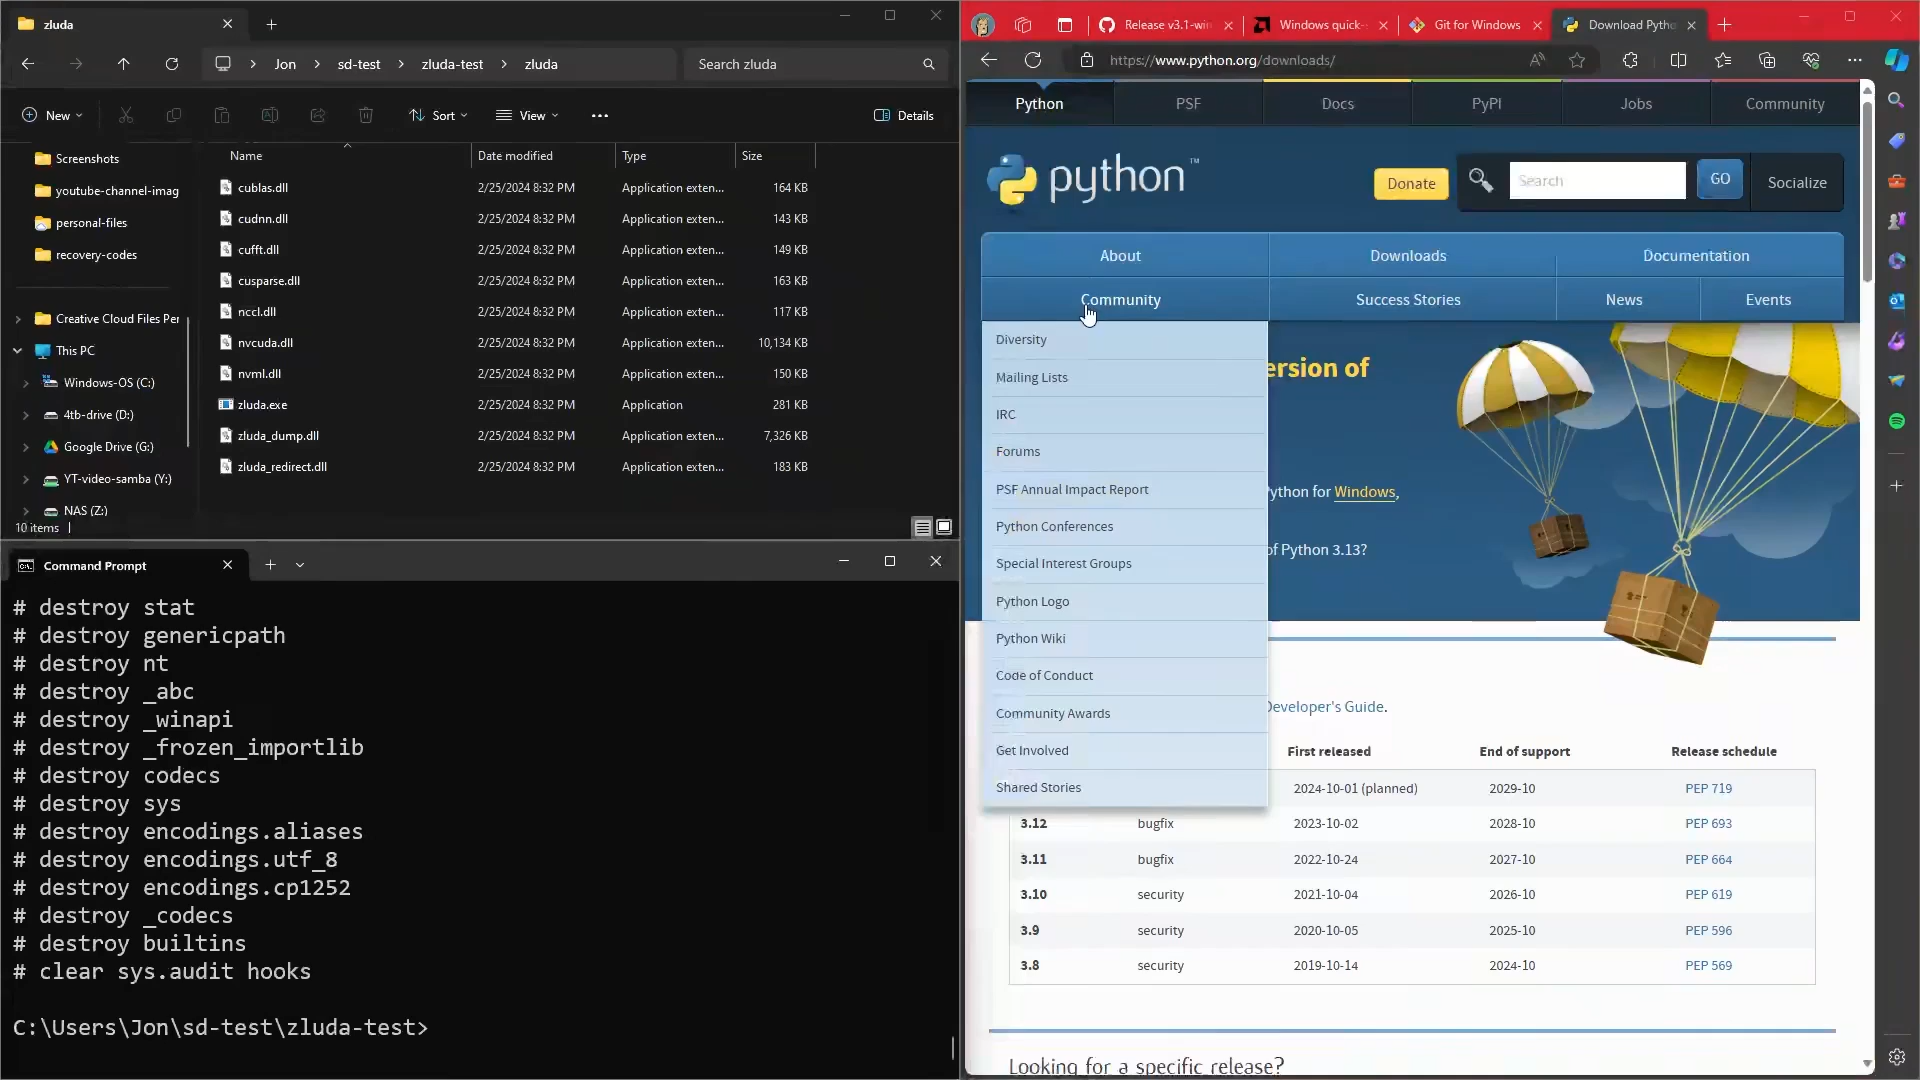 zluda
Jon > sd-test > zluda-test > zluda
Search zluda
New
Sort
View
Details
Screenshots
youtube-channel-imag
personal-files
recovery-codes
Creative Cloud Files Per
This PC
Windows-OS (C:)
4tb-drive (D:)
Google Drive (G:)
YT-video-samba (Y:)
NAS (Z:)
10 items
Name Date modified Type Size
cublas.dll 2/25/2024 8:32 PM Application exten... 164 KB
cudnn.dll 2/25/2024 8:32 PM Application exten... 143 KB
cufft.dll 2/25/2024 8:32 PM Application exten... 149 KB
cusparse.dll 2/25/2024 8:32 PM Application exten... 163 KB
nccl.dll 2/25/2024 8:32 PM Application exten... 117 KB
nvcuda.dll 2/25/2024 8:32 PM Application exten... 10,134 KB
nvml.dll 2/25/2024 8:32 PM Application exten... 150 KB
zluda.exe 2/25/2024 8:32 PM Application 281 KB
zluda_dump.dll 2/25/2024 8:32 PM Application exten... 7,326 KB
zluda_redirect.dll 2/25/2024 8:32 PM Application exten... 183 KB
Command Prompt
# destroy stat
# destroy genericpath
# destroy nt
# destroy _abc
# destroy _winapi
# destroy _frozen_importlib
# destroy codecs
# destroy sys
# destroy encodings.aliases
# destroy encodings.utf_8
# destroy encodings.cp1252
# destroy _codecs
# destroy builtins
# clear sys.audit hooks
C:\Users\Jon\sd-test\zluda-test>
Release v3.1-win
Windows quick-
Git for Windows
Download Pytho
https://www.python.org/downloads/
Python PSF Docs PyPI Jobs Community
python™
Donate
Search
GO
Socialize
About Downloads Documentation
Community Success Stories News Events
Diversity
Mailing Lists
IRC
Forums
PSF Annual Impact Report
Python Conferences
Special Interest Groups
Python Logo
Python Wiki
Code of Conduct
Community Awards
Get Involved
Shared Stories
ersion of
ython for Windows,
of Python 3.13?
Developer's Guide.
First released End of support Release schedule
2024-10-01 (planned) 2029-10 PEP 719
3.12 bugfix 2023-10-02 2028-10 PEP 693
3.11 bugfix 2022-10-24 2027-10 PEP 664
3.10 security 2021-10-04 2026-10 PEP 619
3.9 security 2020-10-05 2025-10 PEP 596
3.8 security 2019-10-14 2024-10 PEP 569
Looking for a specific release?